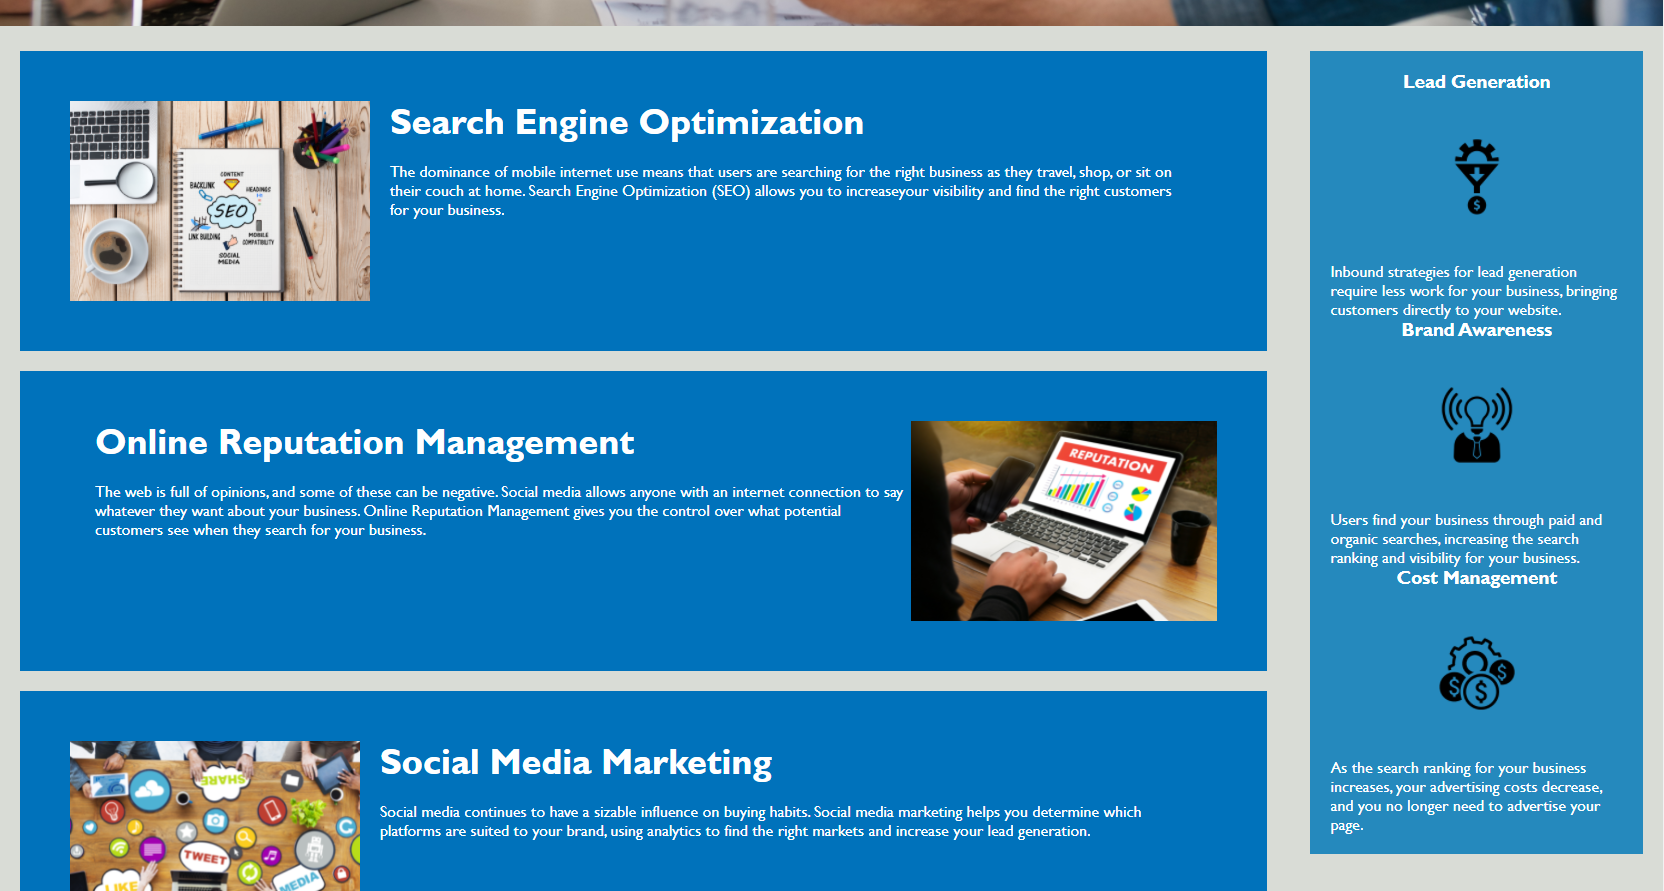 Search Engine Optimization
The dominance of mobile internet use means that users are searching for the right business as they travel, shop, or sit on
their couch at home. Search Engine Optimization (SEO) allows you to increaseyour visibility and find the right customers
for your business.
CONTENT
BACKLINK
HEADINGS
SEO
LINK BUILDING
MOBILE
COMPATIBILITY
SOCIAL
MEDIA
Online Reputation Management
The web is full of opinions, and some of these can be negative. Social media allows anyone with an internet connection to say
whatever they want about your business. Online Reputation Management gives you the control over what potential
customers see when they search for your business.
REPUTATION
Social Media Marketing
Social media continues to have a sizable influence on buying habits. Social media marketing helps you determine which
platforms are suited to your brand, using analytics to find the right markets and increase your lead generation.
SHARE
TWEET
LIKE
MEDIA
Lead Generation
$
Inbound strategies for lead generation
require less work for your business, bringing
customers directly to your website.
Brand Awareness
Users find your business through paid and
organic searches, increasing the search
ranking and visibility for your business.
Cost Management
$ $ $
As the search ranking for your business
increases, your advertising costs decrease,
and you no longer need to advertise your
page.